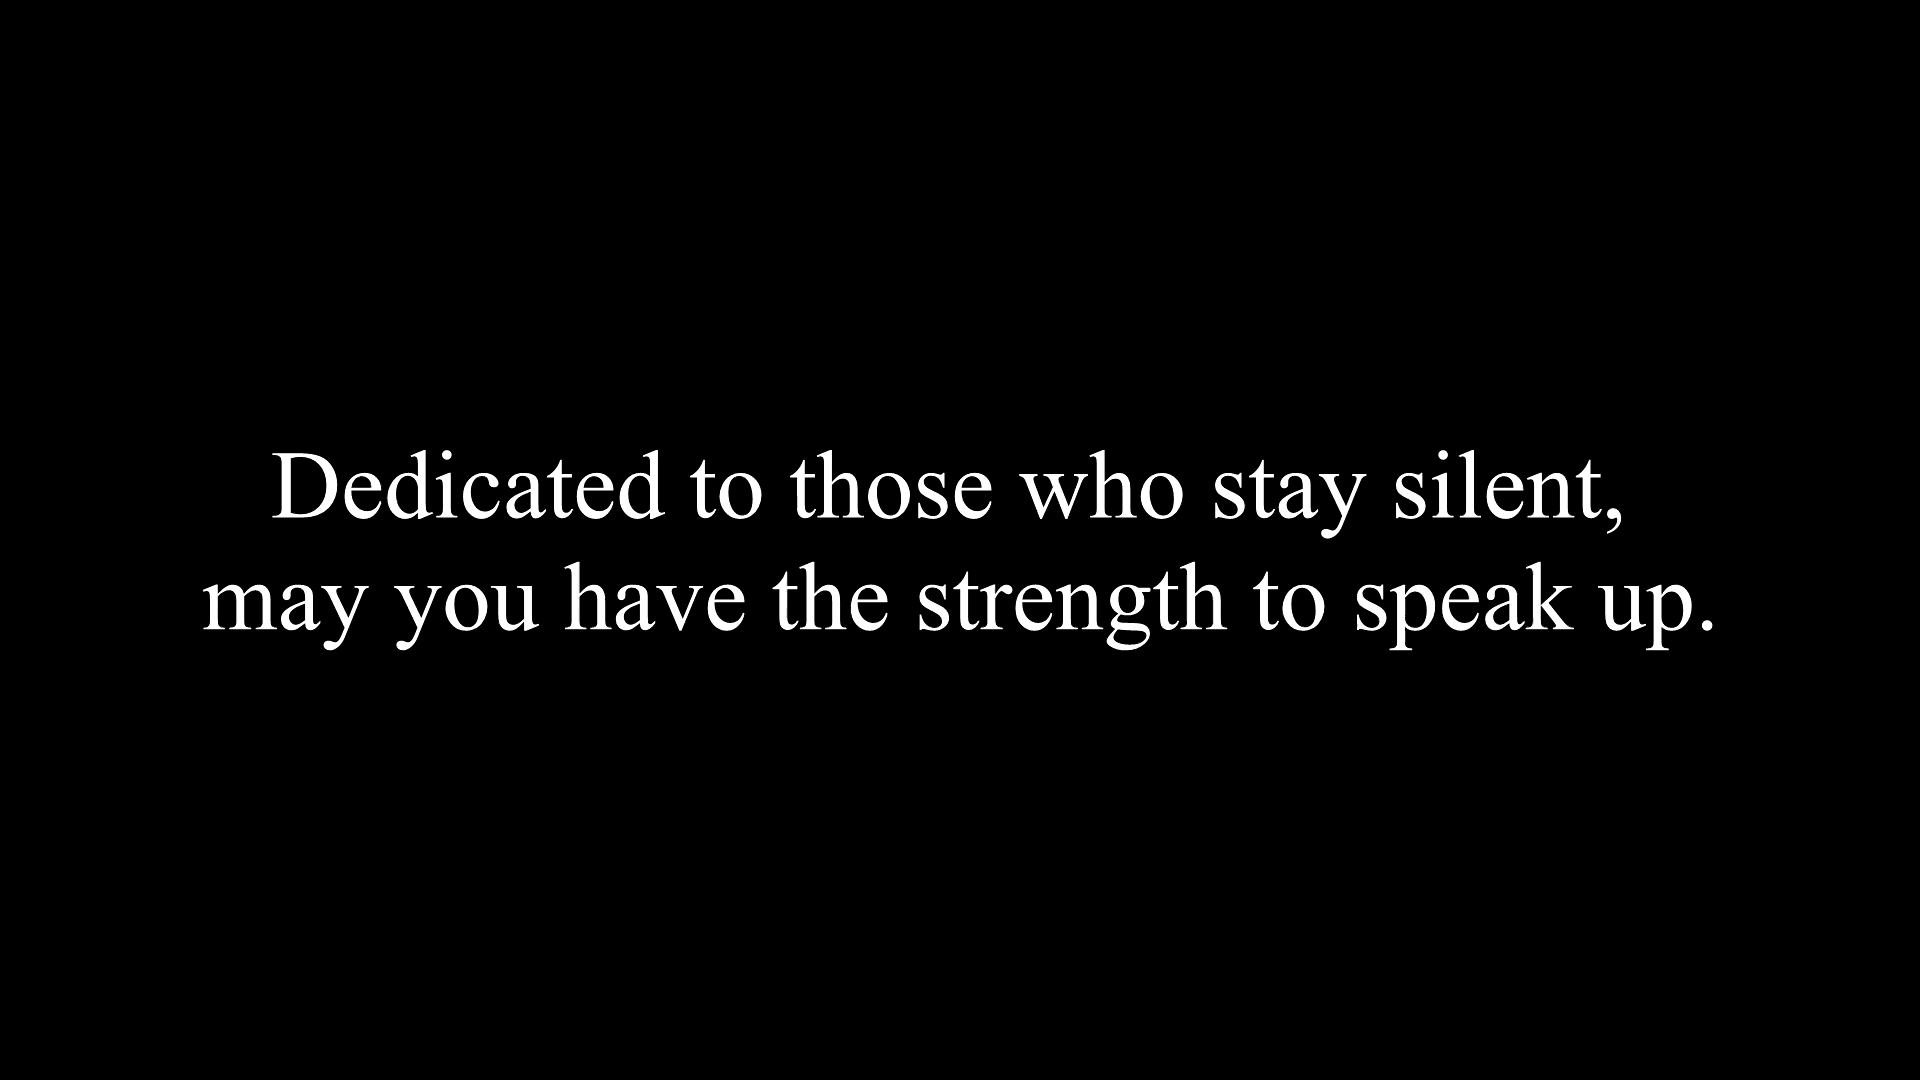 Dedicated to those who stay silent,
may you have the strength to speak up.